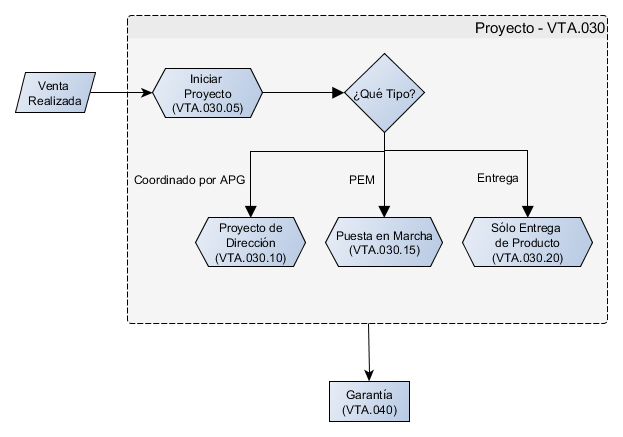 Proyecto - VTA.030
Venta
Realizada
Iniciar
Proyecto
(VTA.030.05)
¿Qué Tipo?
Coordinado por APG
PEM
Entrega
Proyecto de
Dirección
(VTA.030.10)
Puesta en Marcha
(VTA.030.15)
Sólo Entrega
de Producto
(VTA.030.20)
Garantía
(VTA.040)